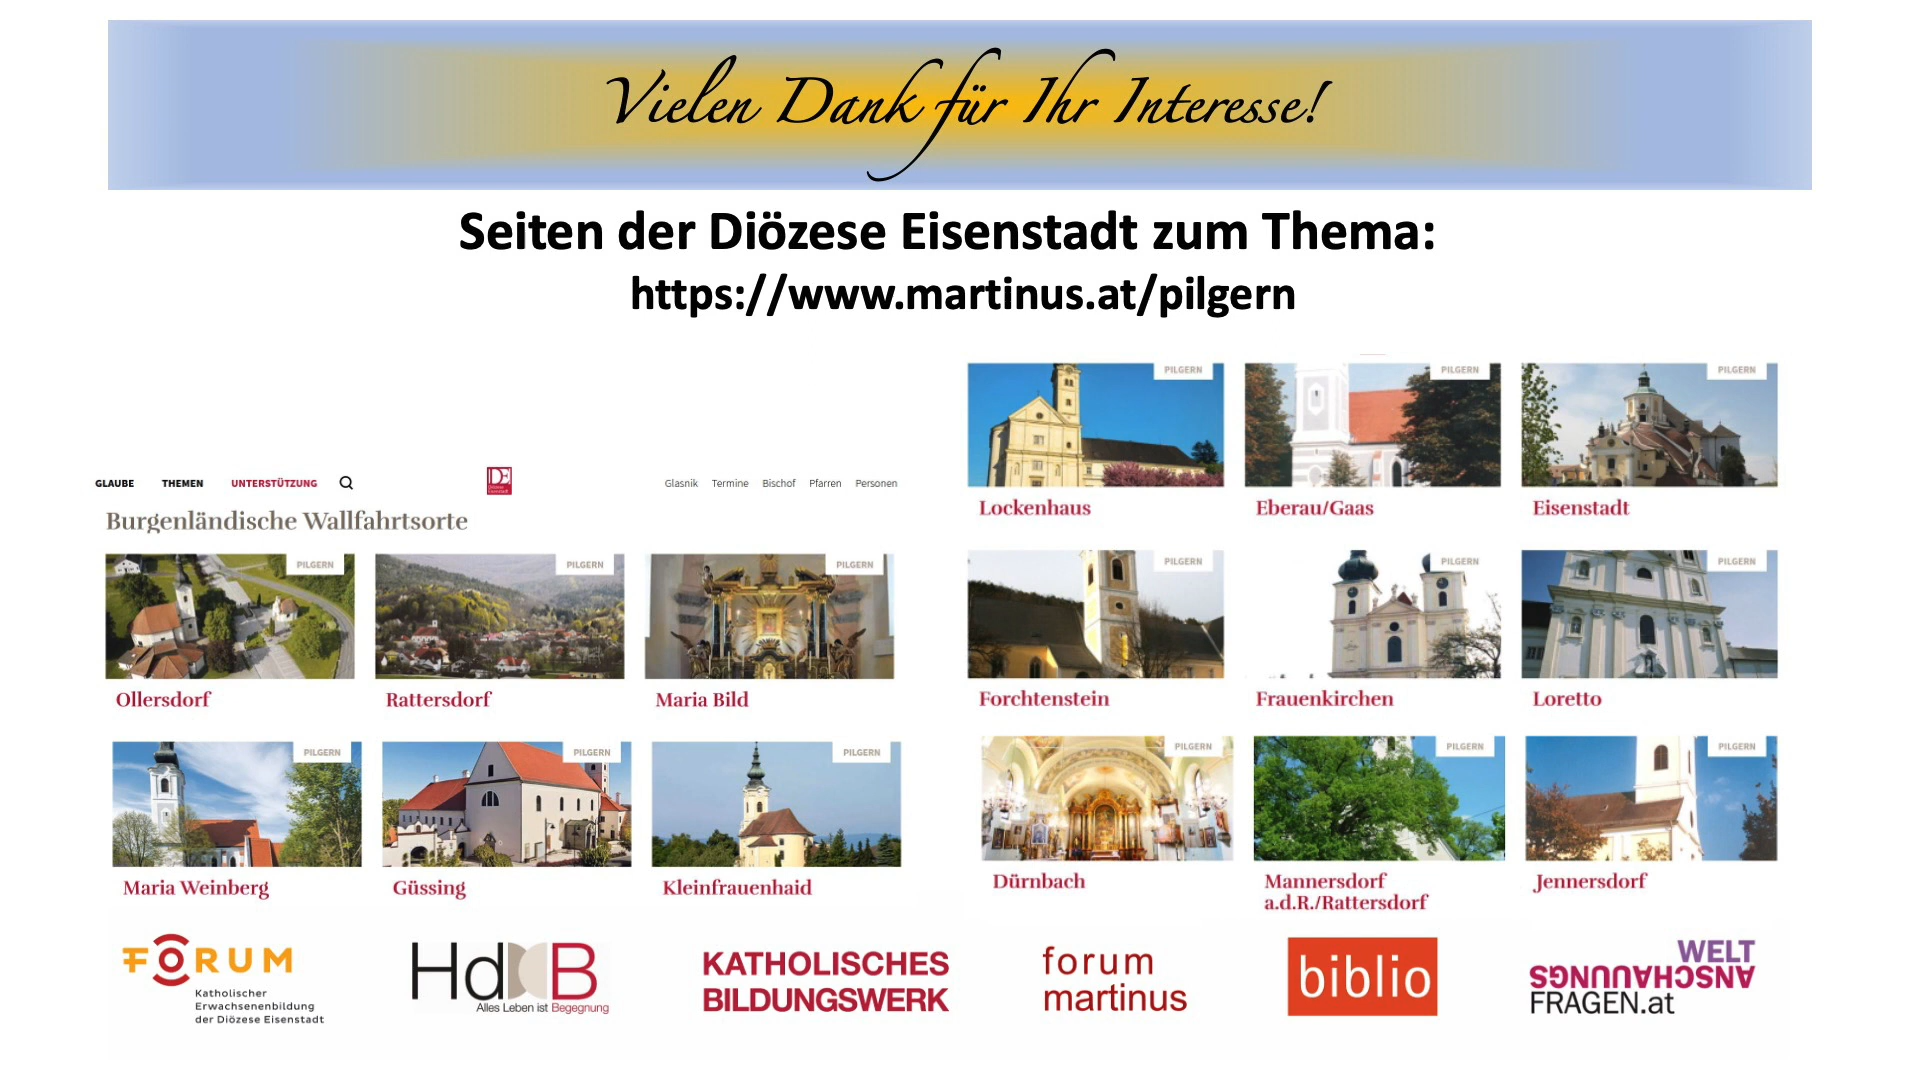 Vielen Dank für Ihr Interesse!
Seiten der Diözese Eisenstadt zum Thema:
https://www.martinus.at/pilgern
GLAUBE THEMEN UNTERSTÜTZUNG Glasnik Termine Bischof Pfarren Personen
Burgenländische Wallfahrtsorte
PILGERN PILGERN PILGERN
Ollersdorf Rattersdorf Maria Bild
PILGERN PILGERN PILGERN
Maria Weinberg Güssing Kleinfrauenhaid
PILGERN PILGERN PILGERN
Lockenhaus Eberau/Gaas Eisenstadt
PILGERN PILGERN PILGERN
Forchtenstein Frauenkirchen Loretto
PILGERN PILGERN PILGERN
Dürnbach Mannersdorf Jennersdorf
a.d.R./Rattersdorf
FORUM
Katholischer
Erwachsenenbildung
der Diözese Eisenstadt
HdB
Alles Leben ist Begegnung
KATHOLISCHES
BILDUNGSWERK
forum
martinus
biblio
WELT
ANSCHAUUNGS
FRAGEN.at